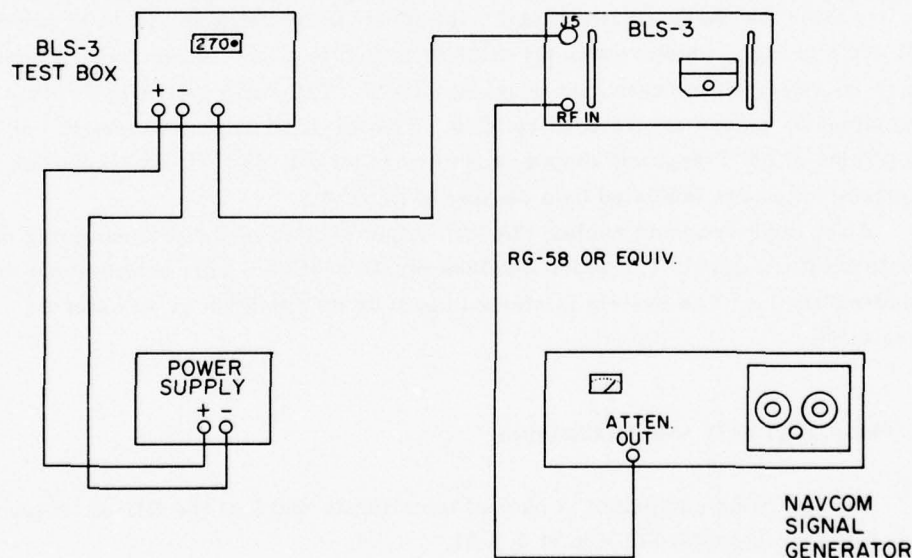 BLS-3
TEST BOX
270
+
J5
BLS-3
RF IN
RG-58 OR EQUIV.
POWER
SUPPLY
+ -
ATTEN.
OUT
NAVCOM
SIGNAL
GENERATOR